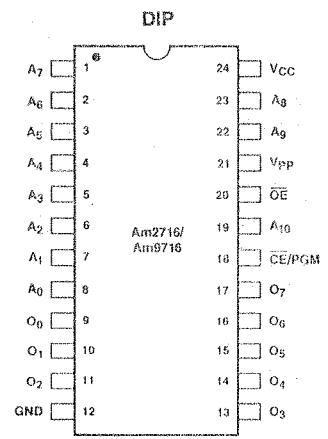 DIP
A7 1 24 VCC
A6 2 23 A8
A5 3 22 A9
A4 4 21 VPP
A3 5 20 OE
A2 6 19 A10
Am2716/
Am9716
A1 7 18 CE/PGM
A0 8 17 O7
O0 9 16 O6
O1 10 15 O5
O2 11 14 O4
GND 12 13 O3